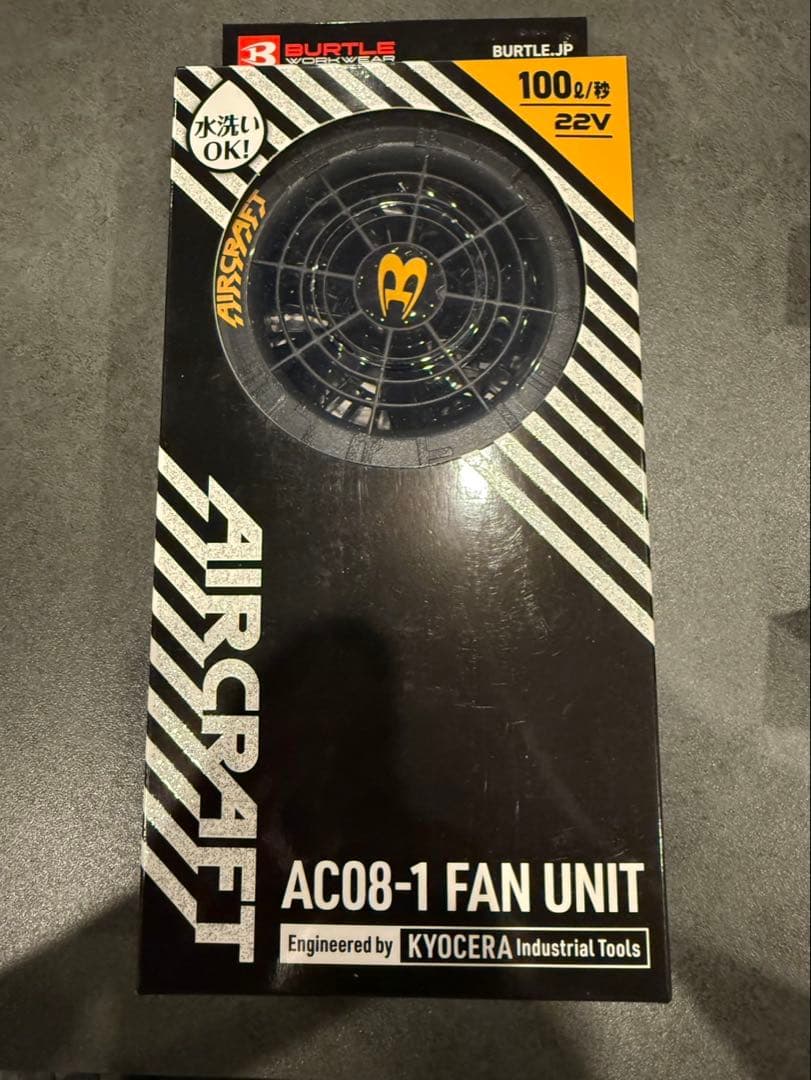 BURTLE
WORKWEAR
BURTLE.JP
水洗い
OK!
100ℓ/秒
22V
AIRCRAFT
B
AIRCRAFT
AC08-1 FAN UNIT
Engineered by KYOCERA Industrial Tools